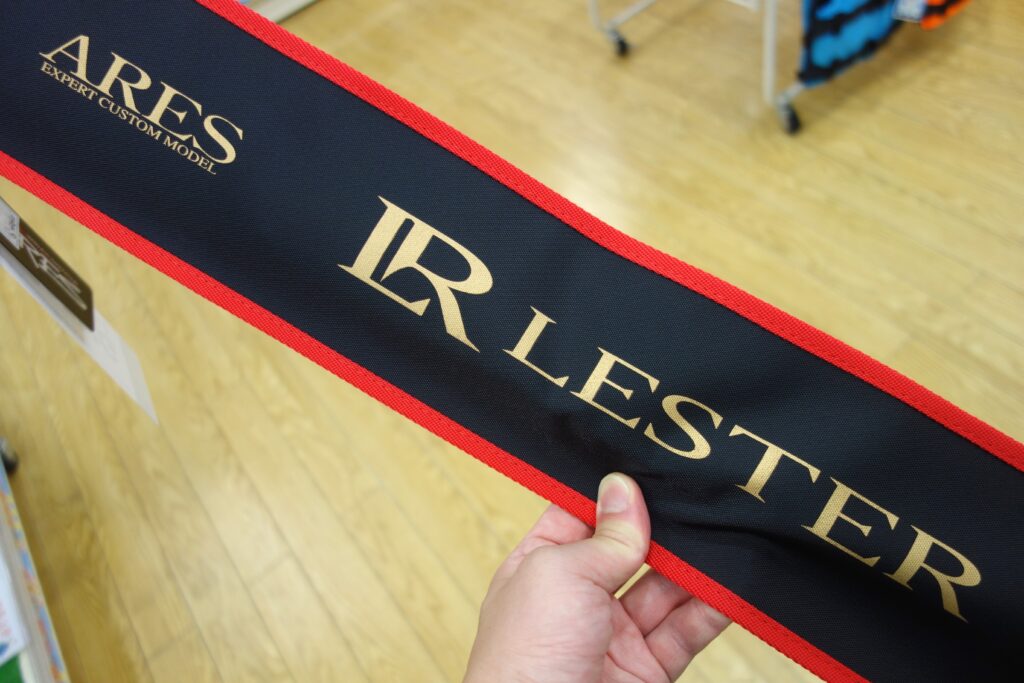 ARES
EXPERT CUSTOM MODEL
LR LESTER